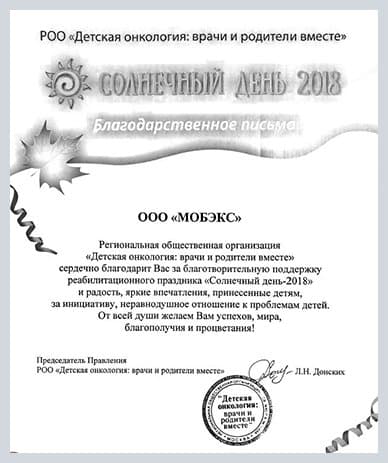 РОО «Детская онкология: врачи и родители вместе»
СОЛНЕЧНЫЙ ДЕНЬ 2018
Благодарственное письмо
ООО «МОБЭКС»
Региональная общественная организация
«Детская онкология: врачи и родители вместе»
сердечно благодарит Вас за благотворительную поддержку
реабилитационного праздника «Солнечный день-2018»
и радость, яркие впечатления, принесенные детям,
за инициативу, неравнодушное отношение к проблемам детей.
От всей души желаем Вам успехов, мира,
благополучия и процветания!
Председатель Правления
РОО «Детская онкология: врачи и родители вместе»
Л.Н. Донских
"Детская
онкология:
врачи и
родители
вместе"